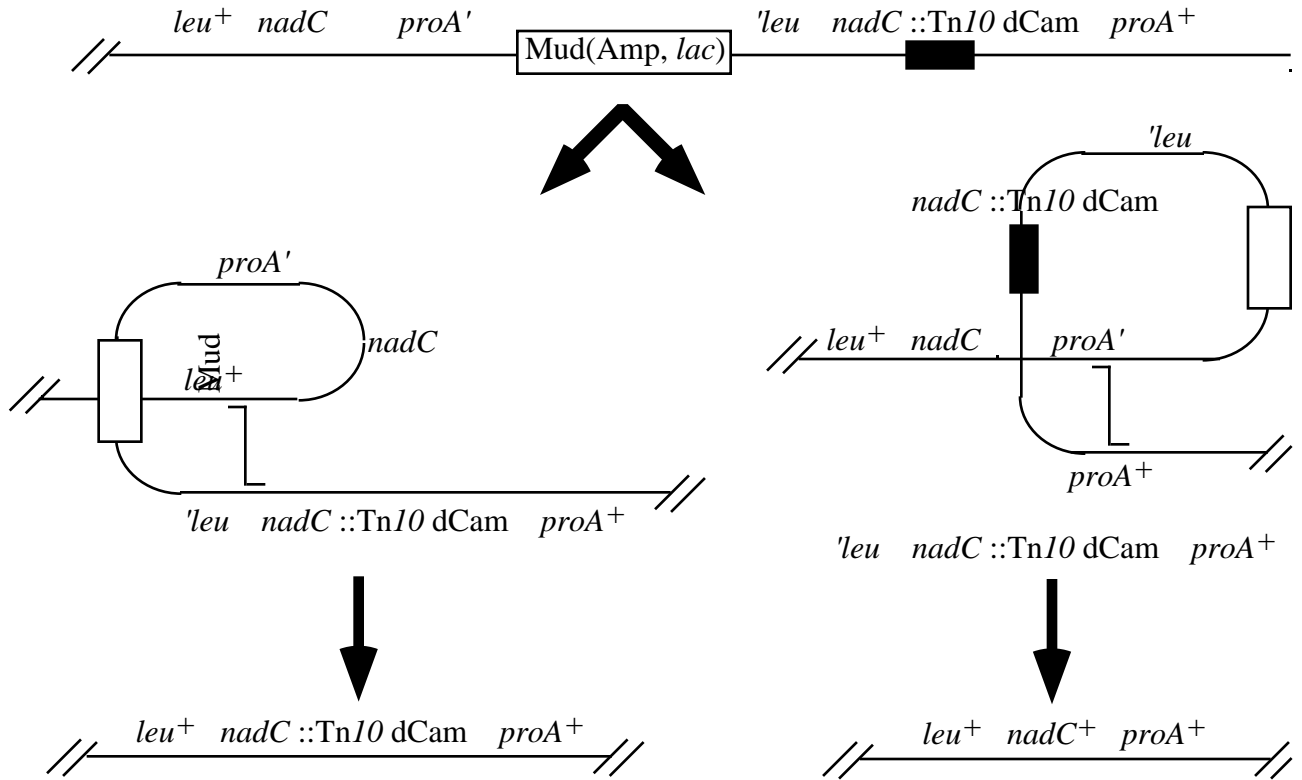 leu+ nadC proA' 'leu nadC ::Tn10 dCam proA+
Mud(Amp, lac)
'leu
nadC ::Tn10 dCam
proA'
nadC
Mud
leu+
leu+ nadC proA'
proA+
'leu nadC ::Tn10 dCam proA+
'leu nadC ::Tn10 dCam proA+
leu+ nadC ::Tn10 dCam proA+
leu+ nadC+ proA+